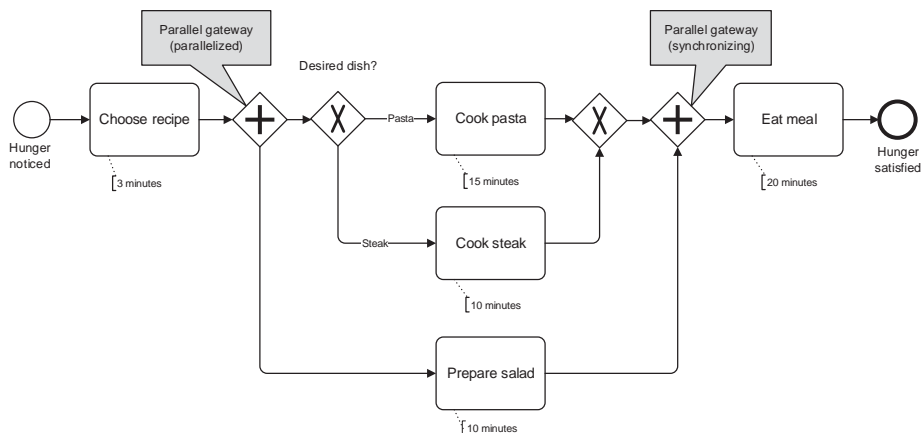 Parallel gateway
(parallelized)
Parallel gateway
(synchronizing)
Desired dish?
Hunger
noticed
Choose recipe
3 minutes
Pasta
Cook pasta
15 minutes
Eat meal
20 minutes
Hunger
satisfied
Steak
Cook steak
10 minutes
Prepare salad
10 minutes